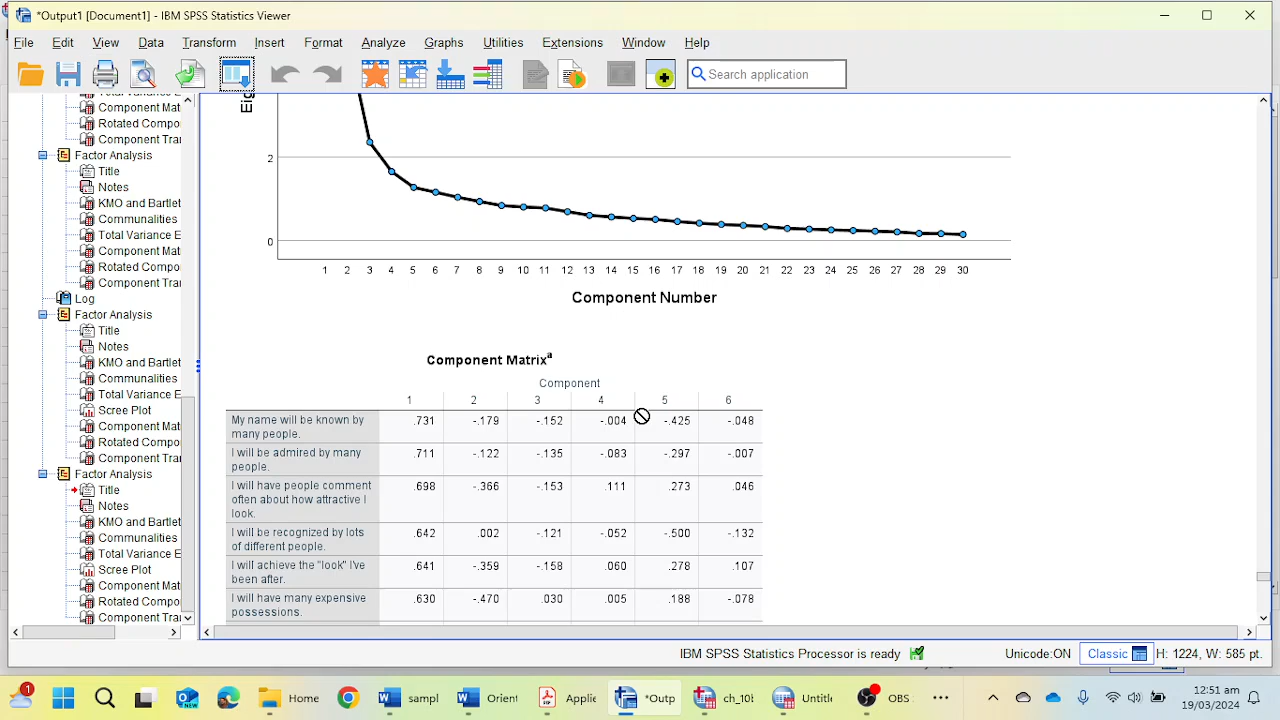 *Output1 [Document1] - IBM SPSS Statistics Viewer
File Edit View Data Transform Insert Format Analyze Graphs Utilities Extensions Window Help
Search application
Component Mat
Rotated Compo
Component Tra
Factor Analysis
Title
Notes
KMO and Bartlet
Communalities
Total Variance E
Component Mat
Rotated Compo
Component Tra
Log
Factor Analysis
Title
Notes
KMO and Bartlet
Communalities
Total Variance E
Scree Plot
Component Mat
Rotated Compo
Component Tra
Factor Analysis
Title
Notes
KMO and Bartlet
Communalities
Total Variance E
Scree Plot
Component Mat
Rotated Compo
Component Tra
Eig
2
0
1 2 3 4 5 6 7 8 9 10 11 12 13 14 15 16 17 18 19 20 21 22 23 24 25 26 27 28 29 30
Component Number
Component Matrixa
Component
1 2 3 4 5 6
My name will be known by many people. .731 -.179 -.152 -.004 -.425 -.048
I will be admired by many people. .711 -.122 -.135 -.083 -.297 -.007
I will have people comment often about how attractive I look. .698 -.366 -.153 .111 .273 .046
I will be recognized by lots of different people. .642 .002 -.121 -.052 -.500 -.132
I will achieve the "look" I've been after. .641 -.359 -.158 .060 .278 .107
I will have many expensive possessions. .630 -.470 .030 .005 .188 -.078
IBM SPSS Statistics Processor is ready Unicode:ON Classic H: 1224, W: 585 pt.
1 NEW Home sampl Orient Applie *Outp ch_10b Untitle OBS 12:51 am
19/03/2024